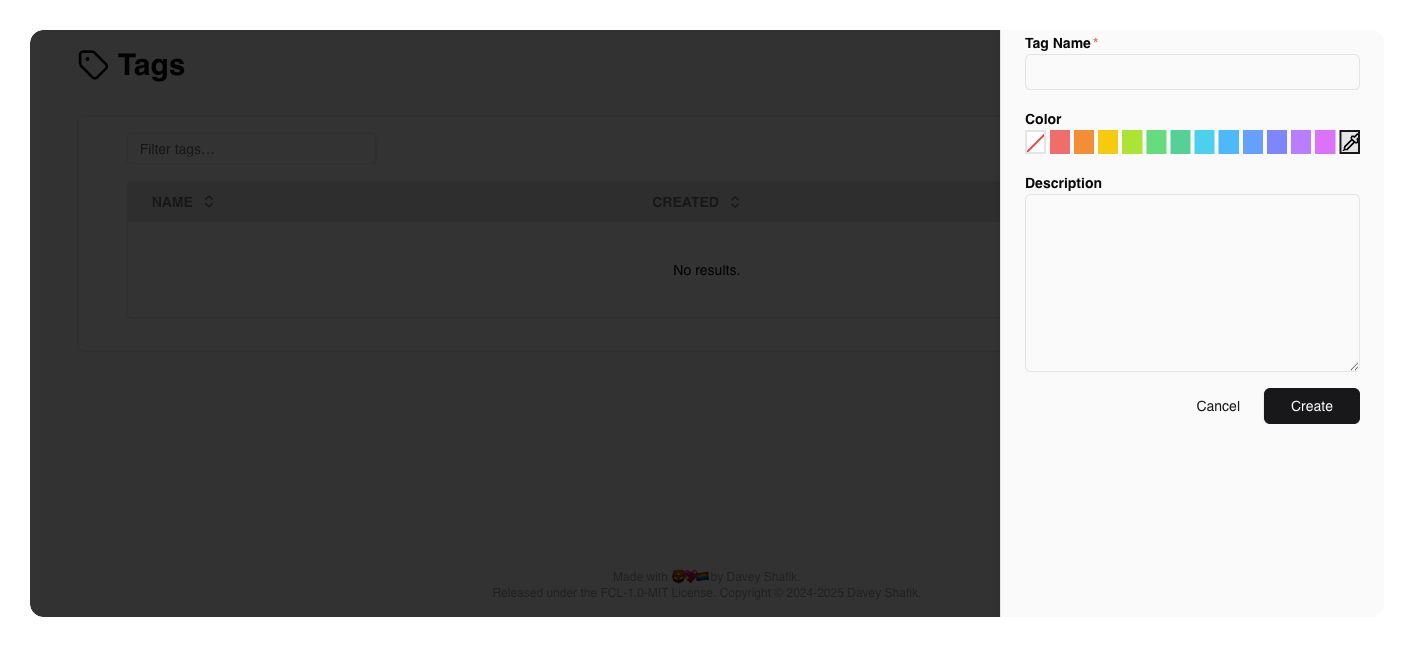 Tags
Filter tags...
NAME CREATED
No results.
Made with 🦁💖🏳️‍🌈 by Davey Shafik.
Released under the FCL-1.0-MIT License. Copyright © 2024-2025 Davey Shafik.
Tag Name*
Color
Description
Cancel Create